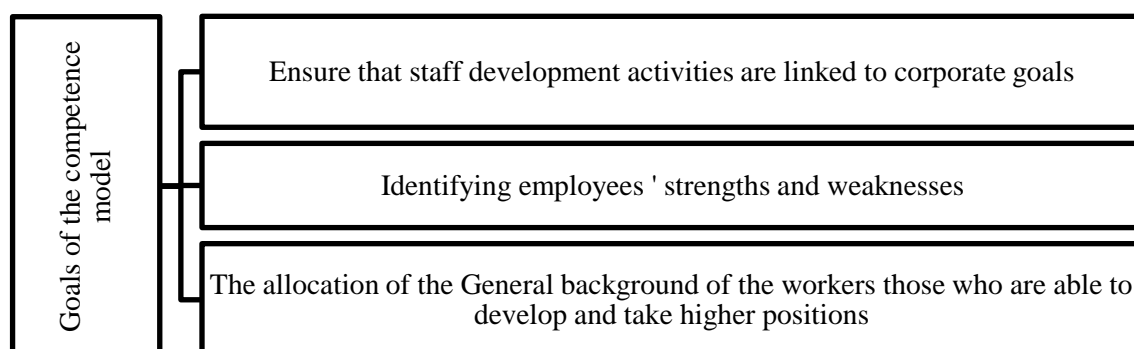 Goals of the competence
model
Ensure that staff development activities are linked to corporate goals
Identifying employees ' strengths and weaknesses
The allocation of the General background of the workers those who are able to
develop and take higher positions